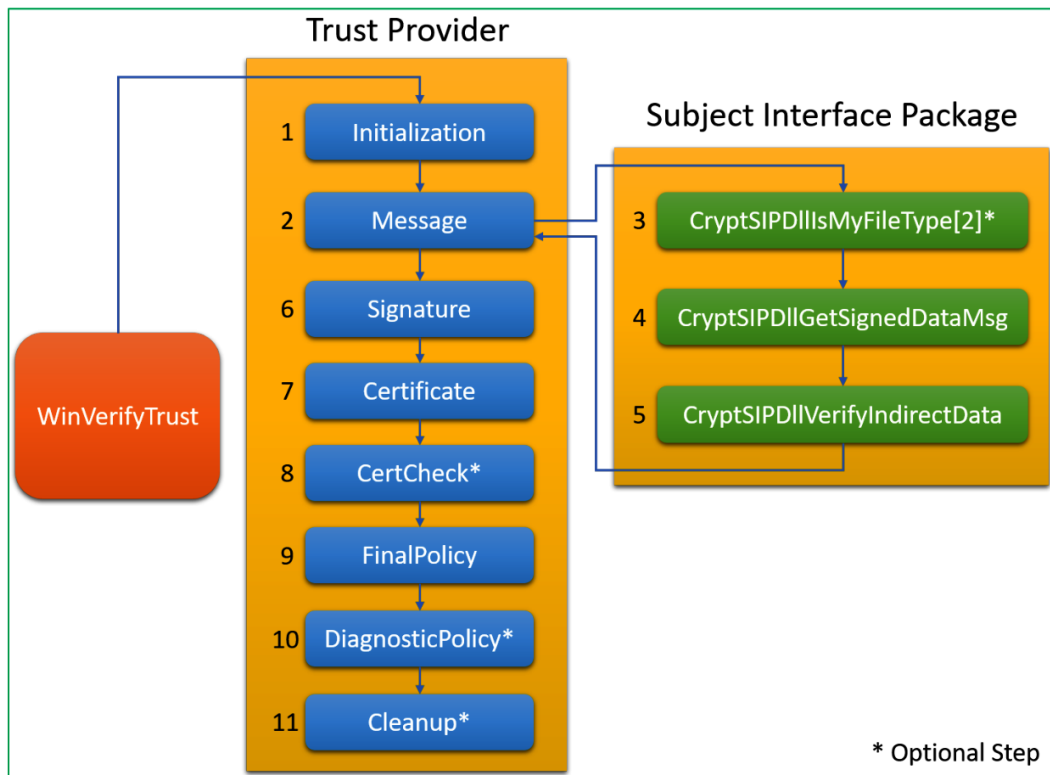 Trust Provider
1
Initialization
2
Message
6
Signature
7
Certificate
8
CertCheck*
9
FinalPolicy
10
DiagnosticPolicy*
11
Cleanup*
WinVerifyTrust
Subject Interface Package
3
CryptSIPDllIsMyFileType[2]*
4
CryptSIPDllGetSignedDataMsg
5
CryptSIPDllVerifyIndirectData
* Optional Step